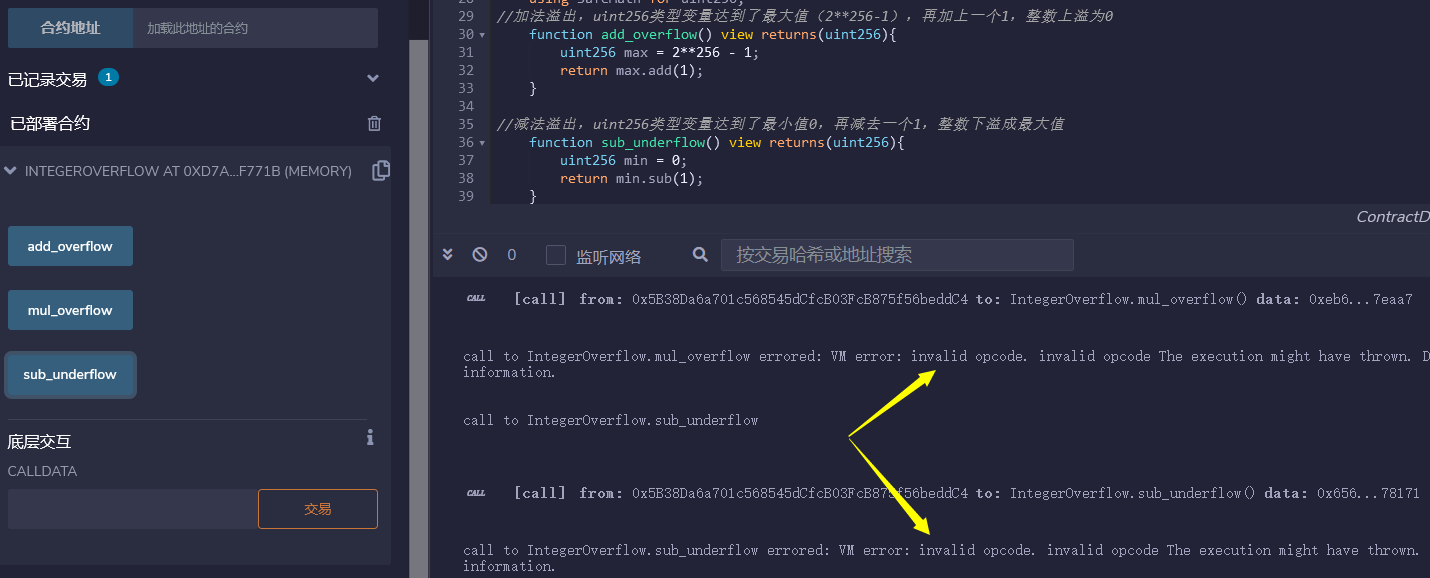 合约地址
加载此地址的合约
已记录交易 1
已部署合约
INTEGEROVERFLOW AT 0XD7A...F771B (MEMORY)
add_overflow
mul_overflow
sub_underflow
底层交互
CALLDATA
交易
29 //加法溢出，uint256类型变量达到了最大值（2**256-1），再加上一个1，整数上溢为0
30 function add_overflow() view returns(uint256){
31 uint256 max = 2**256 - 1;
32 return max.add(1);
33 }
34
35 //减法溢出，uint256类型变量达到了最小值0，再减去一个1，整数下溢成最大值
36 function sub_underflow() view returns(uint256){
37 uint256 min = 0;
38 return min.sub(1);
39 }
ContractD
0 监听网络 按交易哈希或地址搜索
CALL [call] from: 0x5B38Da6a701c568545dCfcB03FcB875f56beddC4 to: IntegerOverflow.mul_overflow() data: 0xeb6...7eaa7
call to IntegerOverflow.mul_overflow errored: VM error: invalid opcode. invalid opcode The execution might have thrown. D
information.
call to IntegerOverflow.sub_underflow
CALL [call] from: 0x5B38Da6a701c568545dCfcB03FcB875f56beddC4 to: IntegerOverflow.sub_underflow() data: 0x656...78171
call to IntegerOverflow.sub_underflow errored: VM error: invalid opcode. invalid opcode The execution might have thrown.
information.